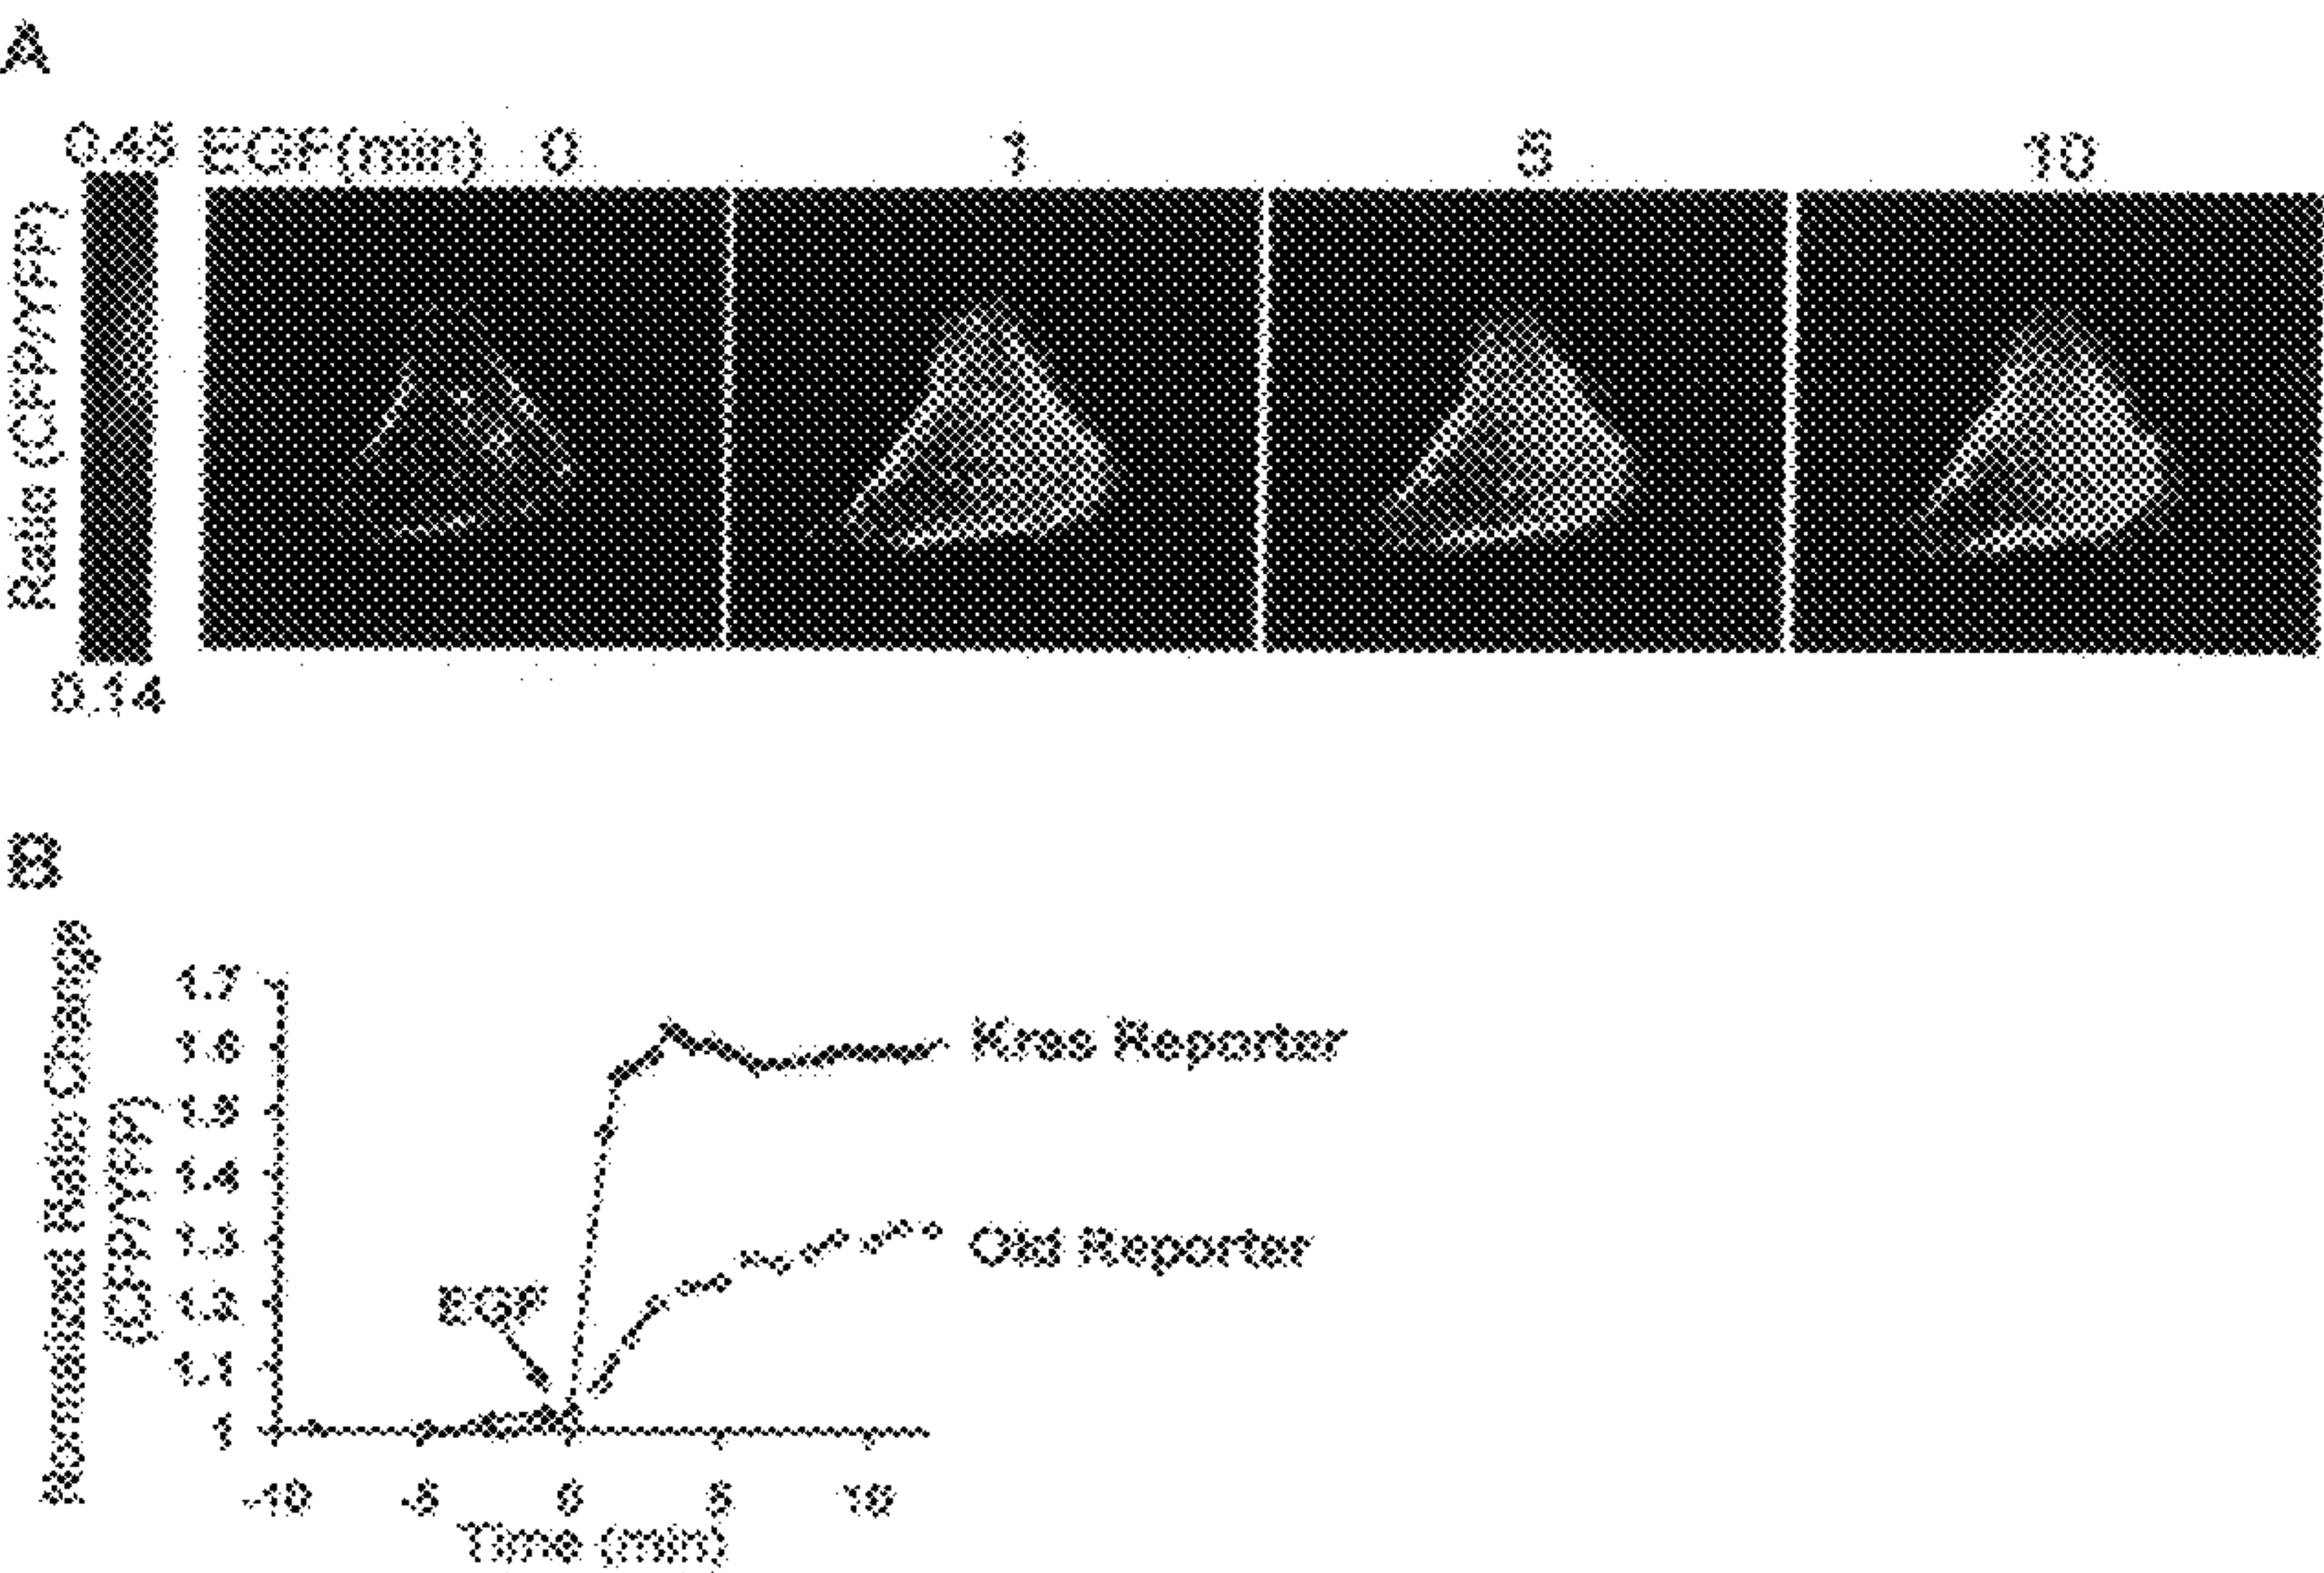 A
0.45 EGF(min) 0 1 5 10
Ratio (CFP/YFP)
0.14
B
Normalized Ratio Change
(CFP/YFP)
1.7
1.6
1.5
1.4
1.3
1.2
1.1
1
Kras Reporter
Old Reporter
EGF
-10 -5 0 5 10
Time (min)